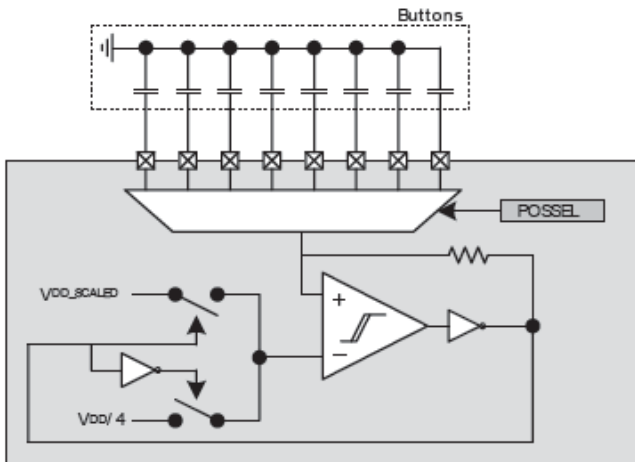 Buttons
POSSEL
VDD_SCALED
+
−
VDD/ 4